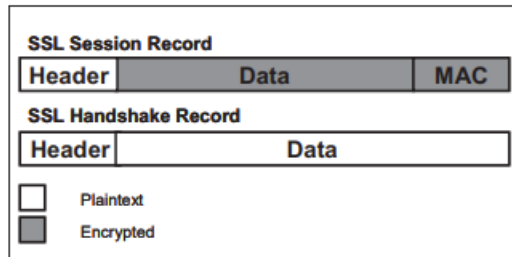 SSL Session Record
Header Data MAC
SSL Handshake Record
Header Data
Plaintext
Encrypted